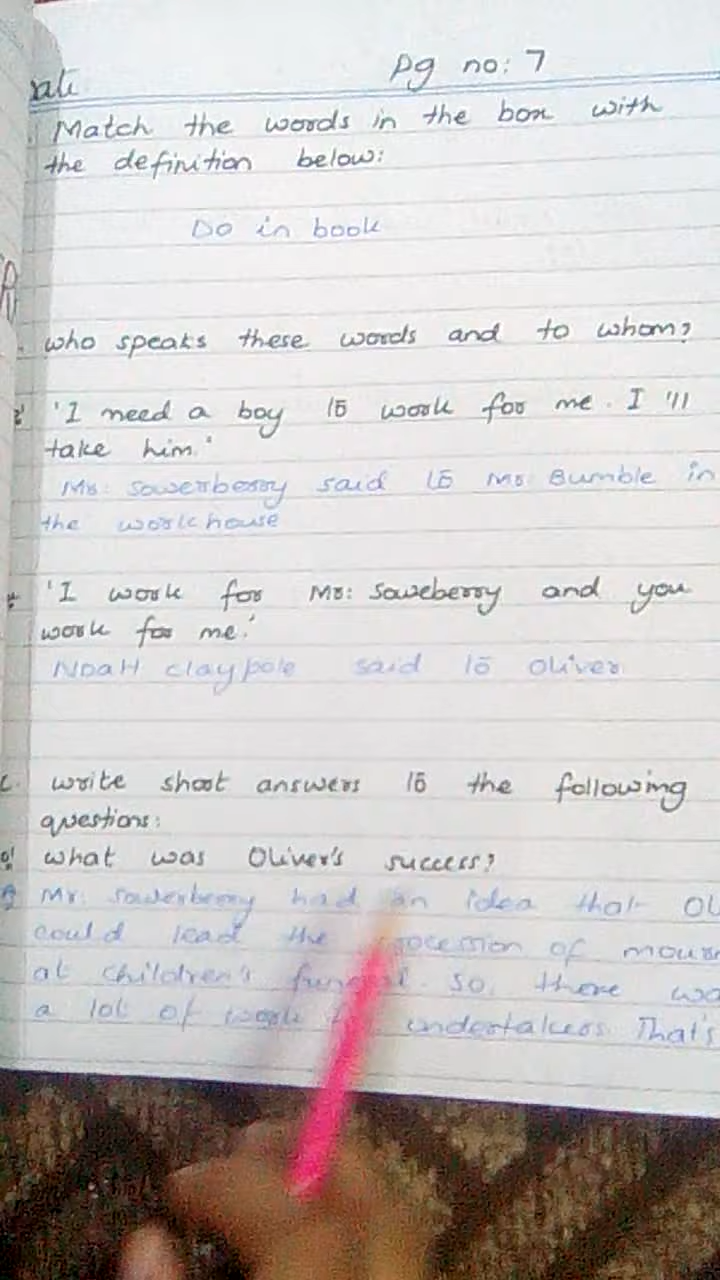 Pg no: 7
Match the words in the box with
the definition below:
Do in book
who speaks these words and to whom?
'I need a boy to work for me. I'll
take him.'
Mr. Sowerberry said to Mr. Bumble in
the workhouse
'I work for Mr: Soweberry and you
work for me.'
NoaH claypole said to Oliver
c. write short answers to the following
questions:
a) what was Oliver's success?
A Mr. Sowerberry had an idea that
could lead the procession of
at children's funeral. so, there
a lot of work undertakers. That's